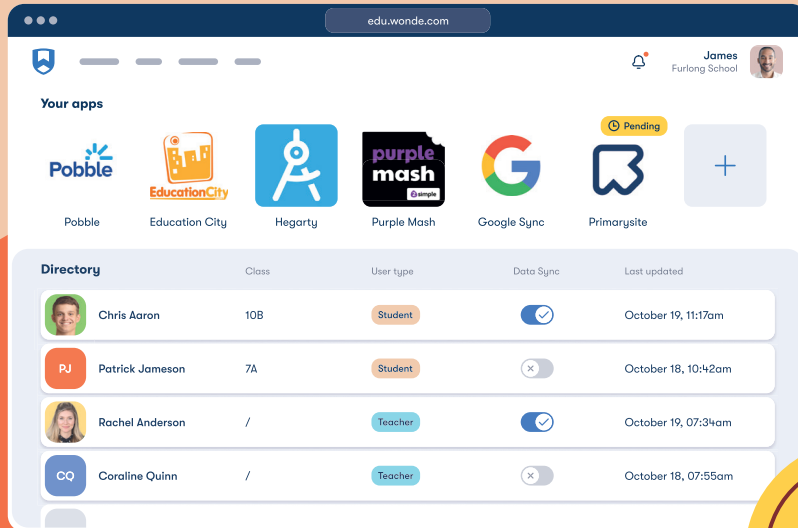 edu.wonde.com
James
Furlong School
Your apps
Pending
Pobble
EducationCity
purple
mash
2 simple
Pobble
Education City
Hegarty
Purple Mash
Google Sync
Primarysite
Directory
Class
User type
Data Sync
Last updated
Chris Aaron
10B
Student
October 19, 11:17am
PJ
Patrick Jameson
7A
Student
October 18, 10:42am
Rachel Anderson
/
Teacher
October 19, 07:34am
CQ
Coraline Quinn
/
Teacher
October 18, 07:55am